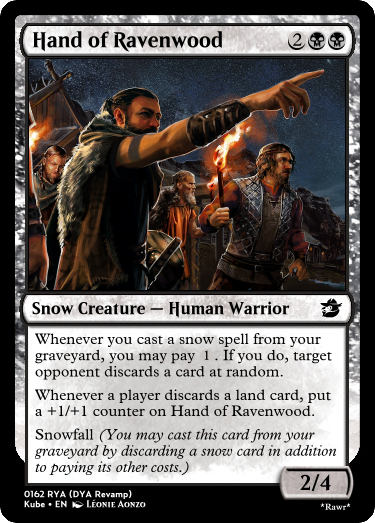 Hand of Ravenwood 2
Snow Creature — Human Warrior
Whenever you cast a snow spell from your
graveyard, you may pay 1 . If you do, target
opponent discards a card at random.
Whenever a player discards a land card, put
a +1/+1 counter on Hand of Ravenwood.
Snowfall (You may cast this card from your
graveyard by discarding a snow card in addition
to paying its other costs.)
2/4
0162 RYA (DYA Revamp)
Kube • EN Léonie Aonzo
*Rawr*